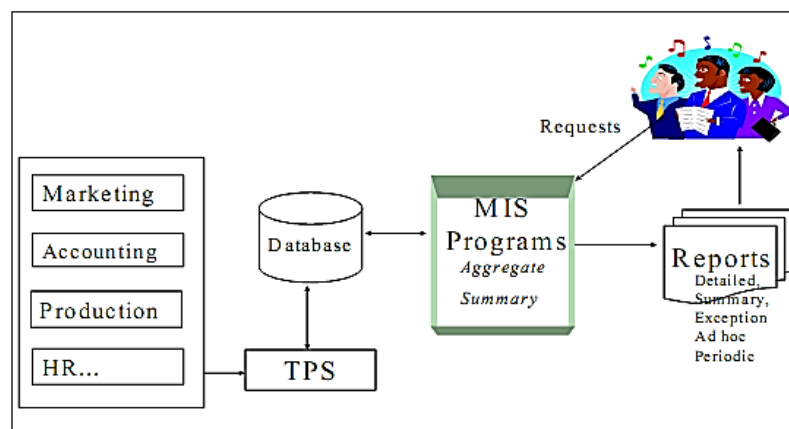 Requests
Marketing
Accounting
Production
HR...
Database
TPS
MIS
Programs
Aggregate
Summary
Reports
Detailed,
Summary,
Exception
Ad hoc
Periodic